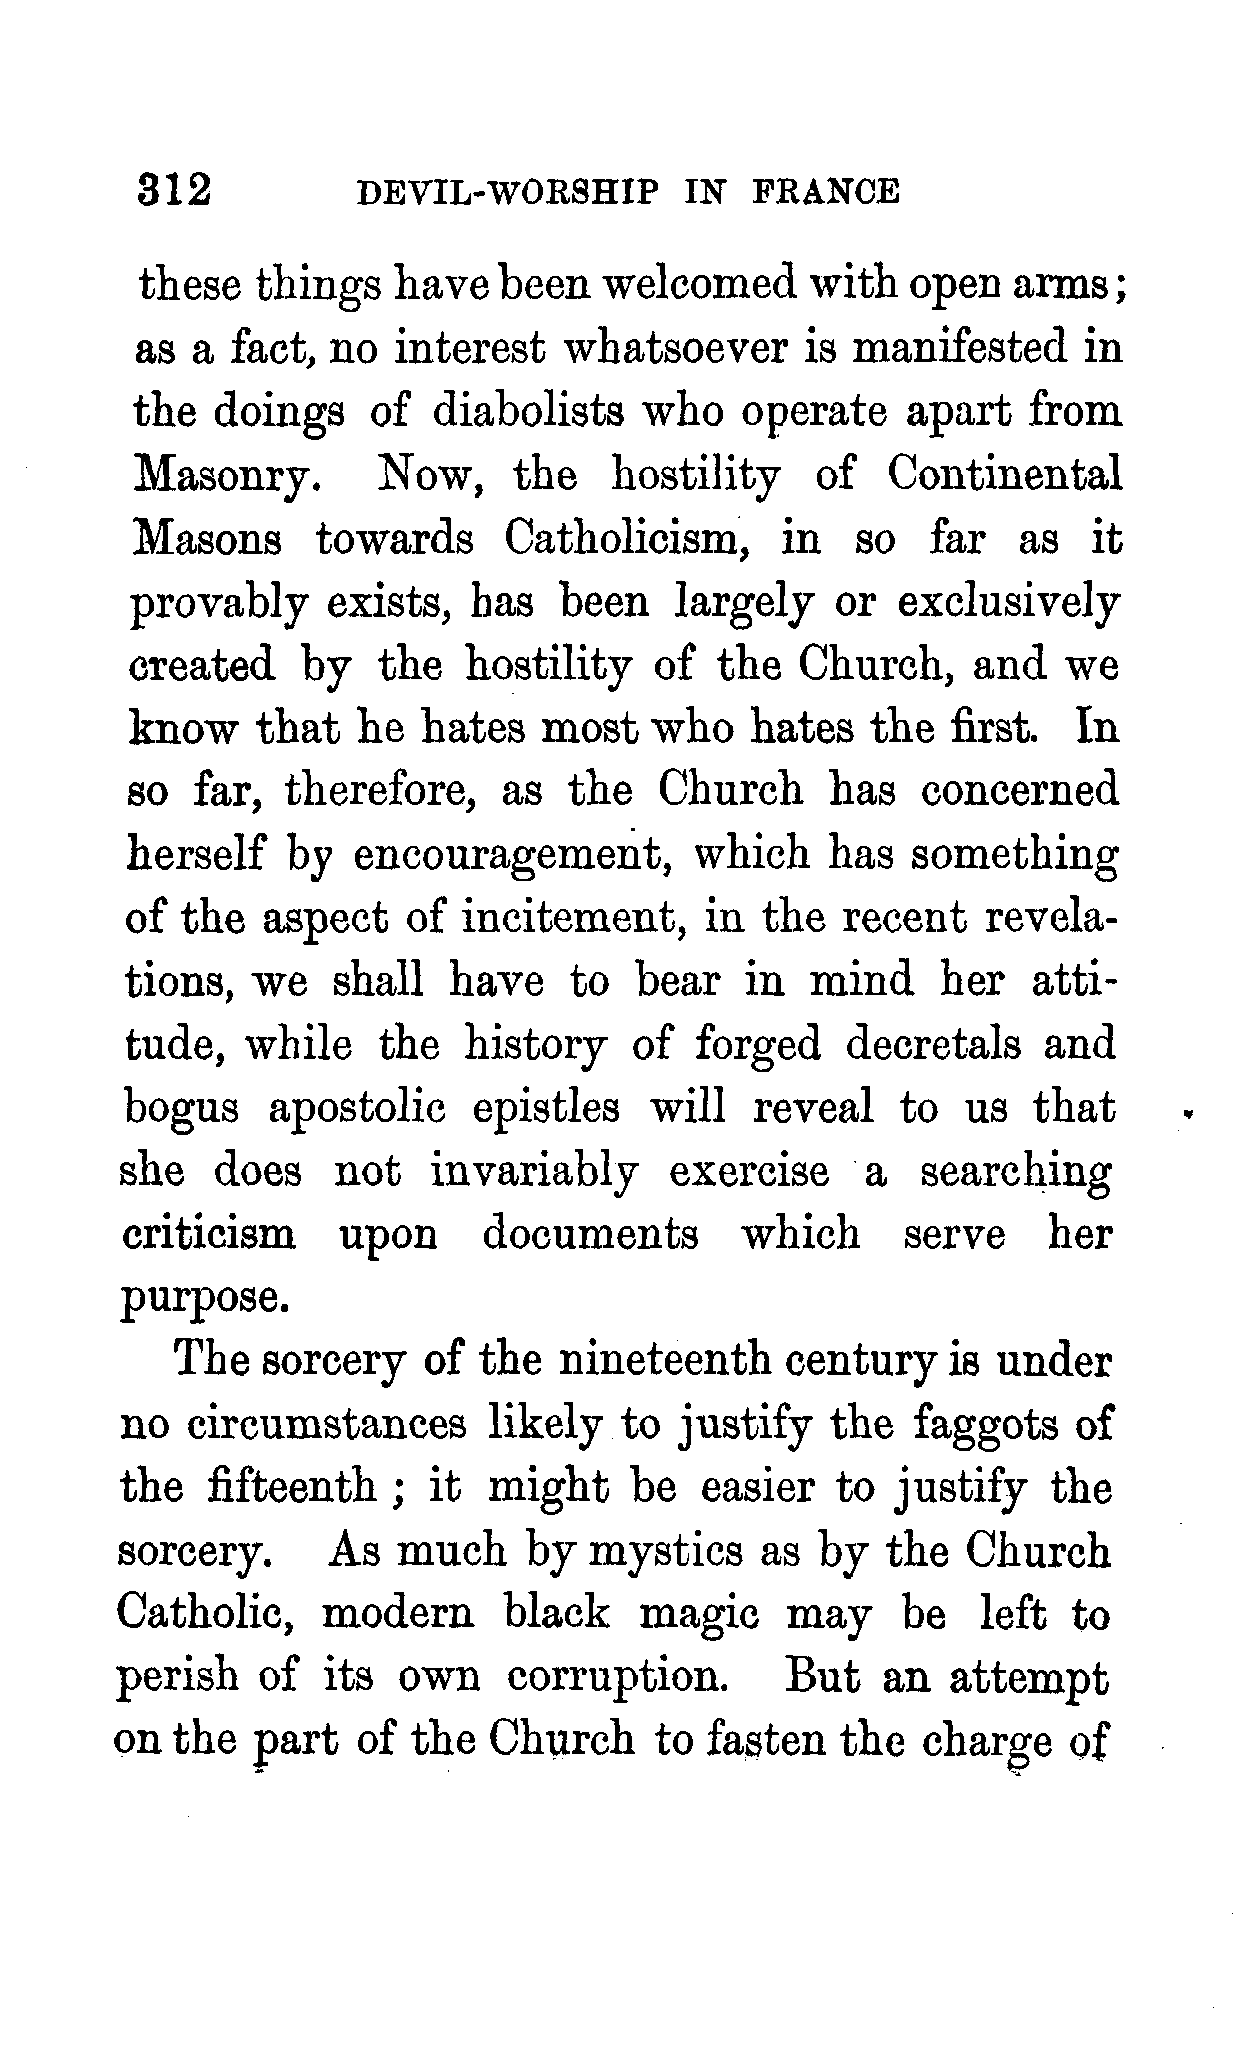 312 DEVIL-WORSHIP IN FRANCE
these things have been welcomed with open arms;
as a fact, no interest whatsoever is manifested in
the doings of diabolists who operate apart from
Masonry. Now, the hostility of Continental
Masons towards Catholicism, in so far as it
provably exists, has been largely or exclusively
created by the hostility of the Church, and we
know that he hates most who hates the first. In
so far, therefore, as the Church has concerned
herself by encouragement, which has something
of the aspect of incitement, in the recent revela-
tions, we shall have to bear in mind her atti-
tude, while the history of forged decretals and
bogus apostolic epistles will reveal to us that
she does not invariably exercise a searching
criticism upon documents which serve her
purpose.
The sorcery of the nineteenth century is under
no circumstances likely to justify the faggots of
the fifteenth ; it might be easier to justify the
sorcery. As much by mystics as by the Church
Catholic, modern black magic may be left to
perish of its own corruption. But an attempt
on the part of the Church to fasten the charge of